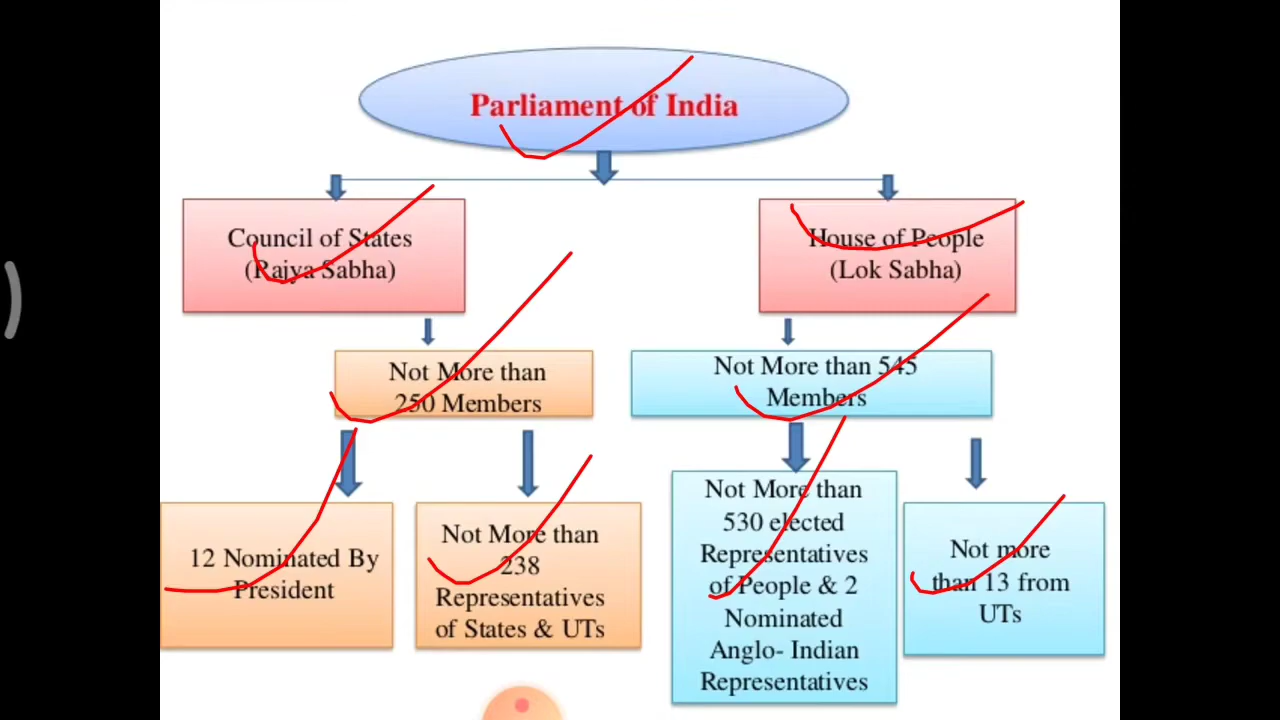 Parliament of India
Council of States
(Rajya Sabha)
House of People
(Lok Sabha)
Not More than
250 Members
Not More than 545
Members
12 Nominated By
President
Not More than
238
Representatives
of States & UTs
Not More than
530 elected
Representatives
of People & 2
Nominated
Anglo- Indian
Representatives
Not more
than 13 from
UTs